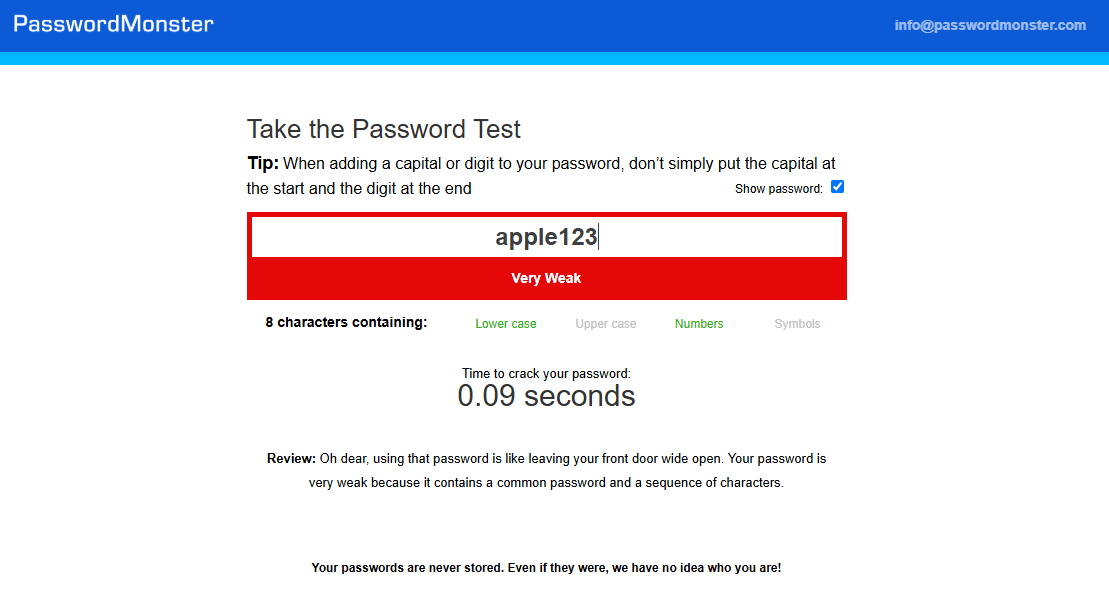 PasswordMonster
info@passwordmonster.com
Take the Password Test
Tip: When adding a capital or digit to your password, don't simply put the capital at
the start and the digit at the end
Show password:
apple123
Very Weak
8 characters containing: Lower case Upper case Numbers Symbols
Time to crack your password:
0.09 seconds
Review: Oh dear, using that password is like leaving your front door wide open. Your password is
very weak because it contains a common password and a sequence of characters.
Your passwords are never stored. Even if they were, we have no idea who you are!